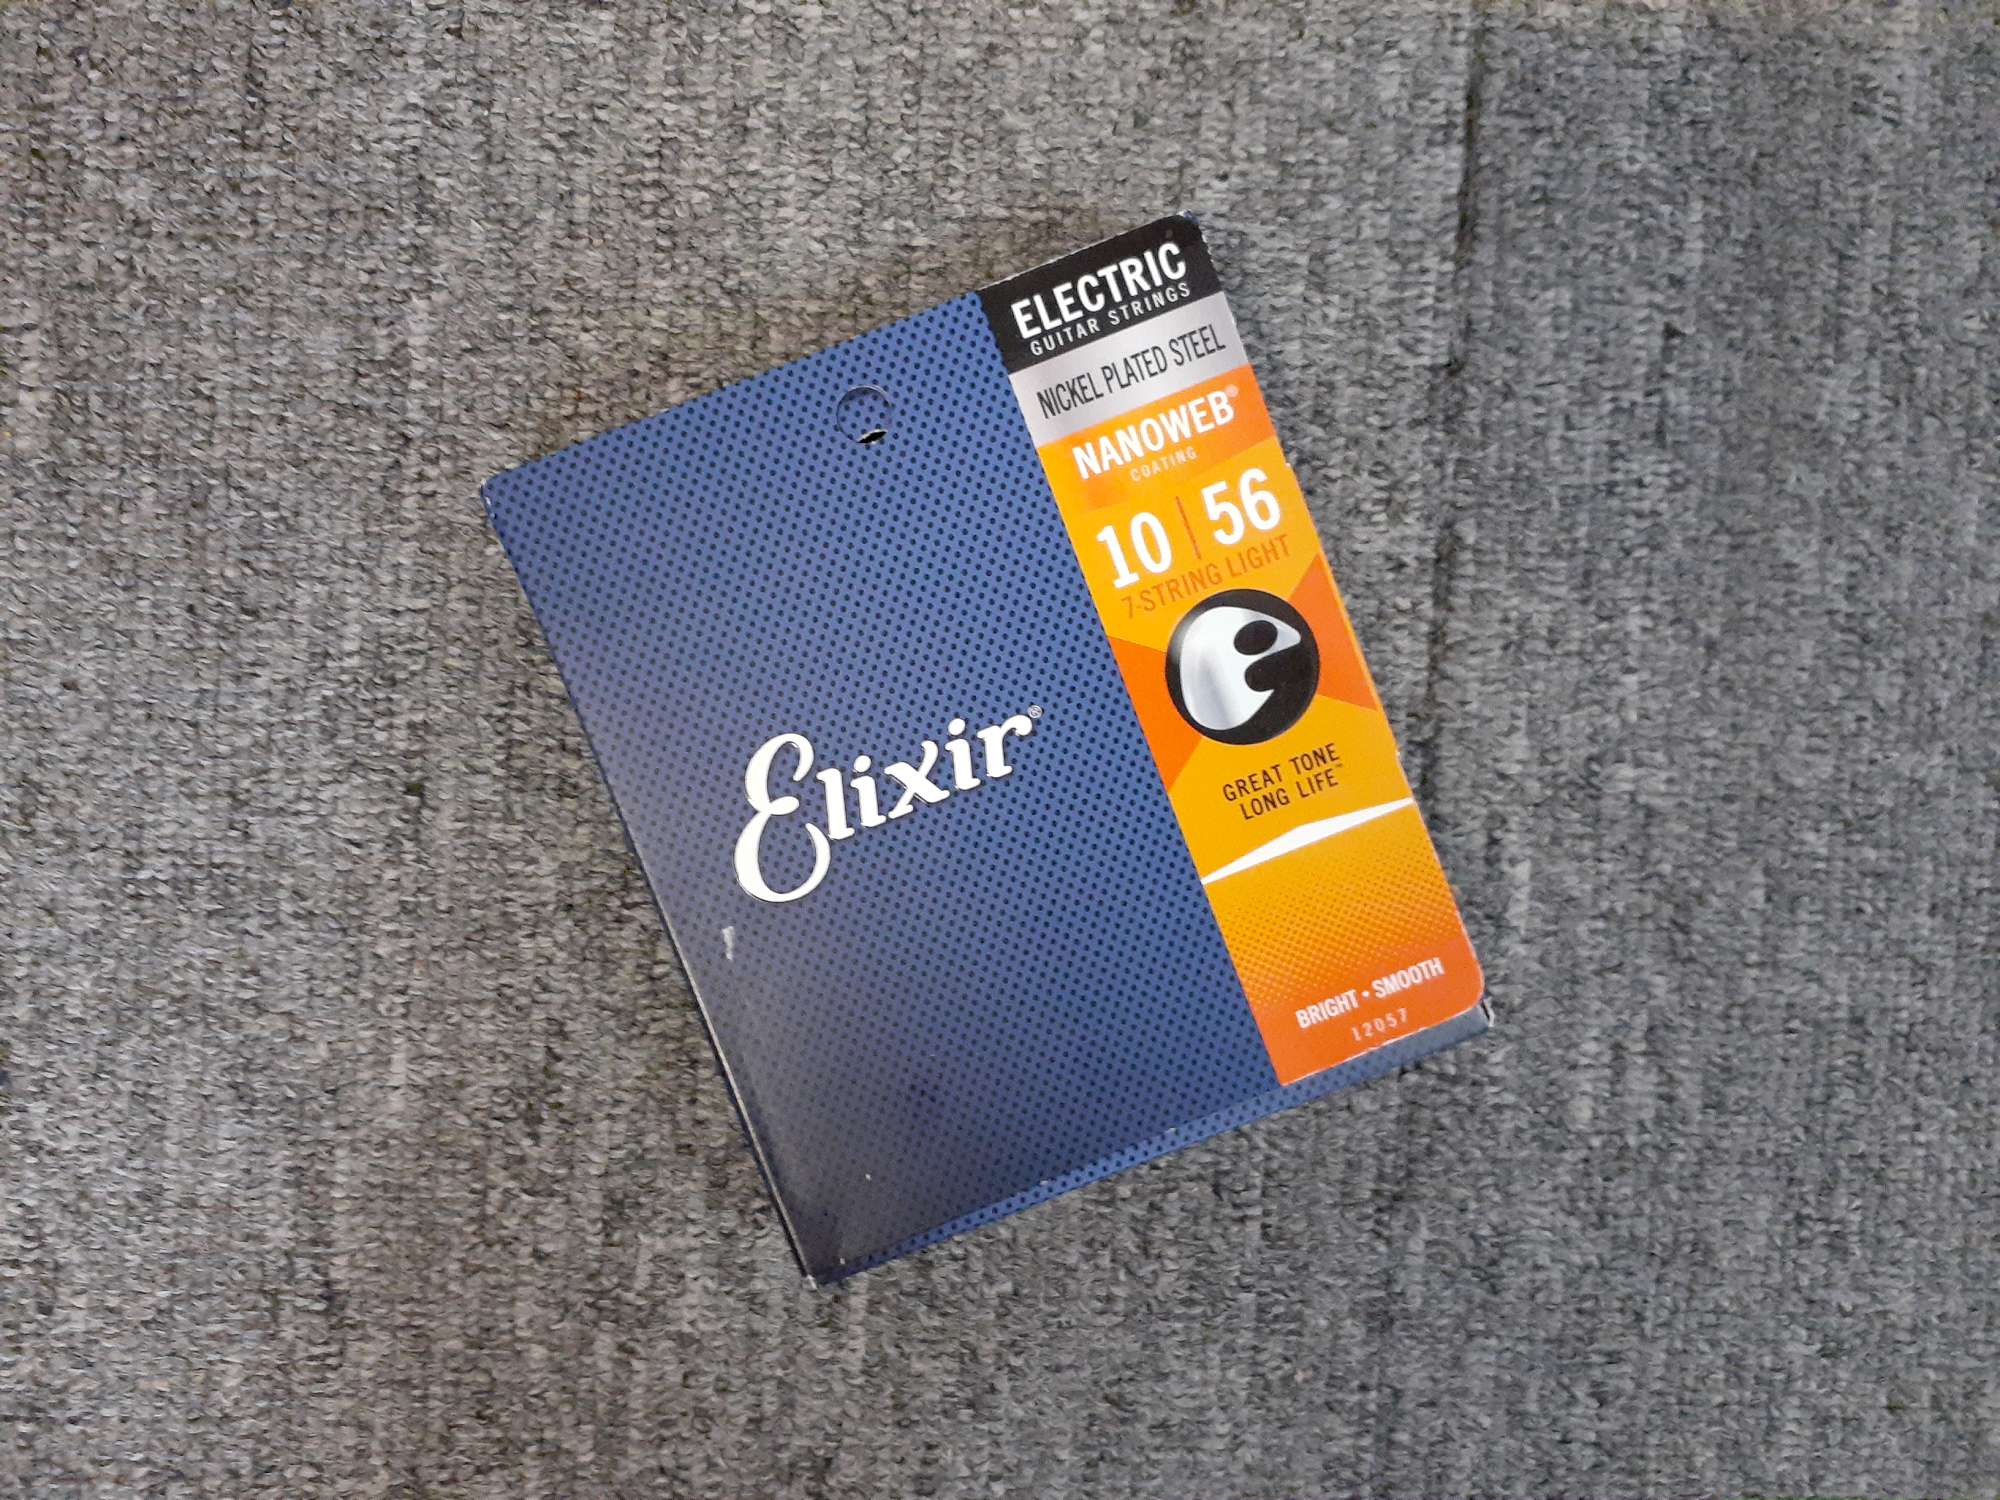 Elixir®
ELECTRIC
GUITAR STRINGS
NICKEL PLATED STEEL
NANOWEB®
COATING
10 | 56
7-STRING LIGHT
e
GREAT TONE
LONG LIFE™
BRIGHT • SMOOTH
12057